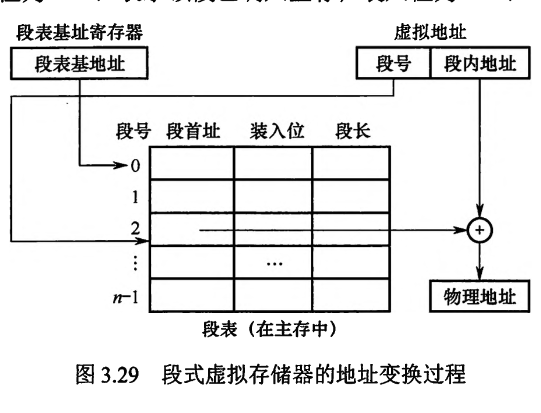 段表基址寄存器 虚拟地址
段表基地址 段号 段内地址
段号 段首址 装入位 段长
0
1
2 +
⋮ …
n-1 物理地址
段表（在主存中）
图 3.29 段式虚拟存储器的地址变换过程